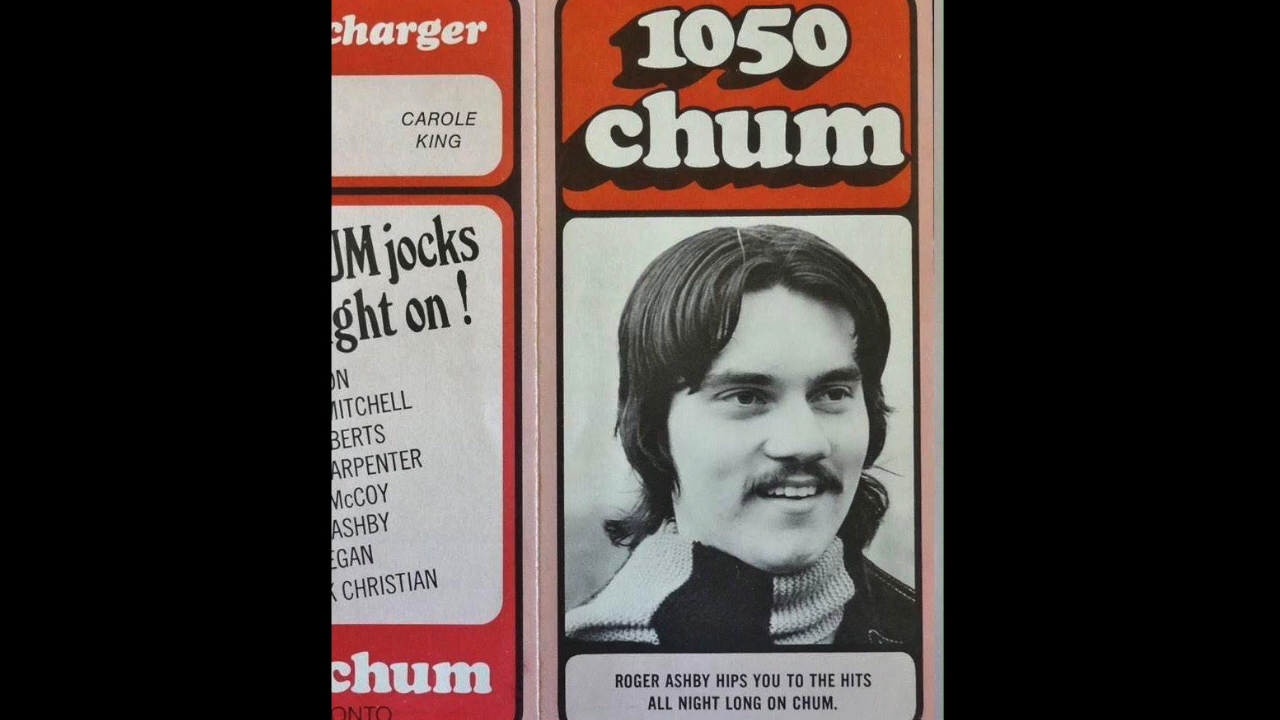 charger
CAROLE
KING
UM jocks
ght on !
ON
MITCHELL
BERTS
ARPENTER
McCOY
ASHBY
EGAN
K CHRISTIAN
chum
ONTO
1050
chum
ROGER ASHBY HIPS YOU TO THE HITS
ALL NIGHT LONG ON CHUM.